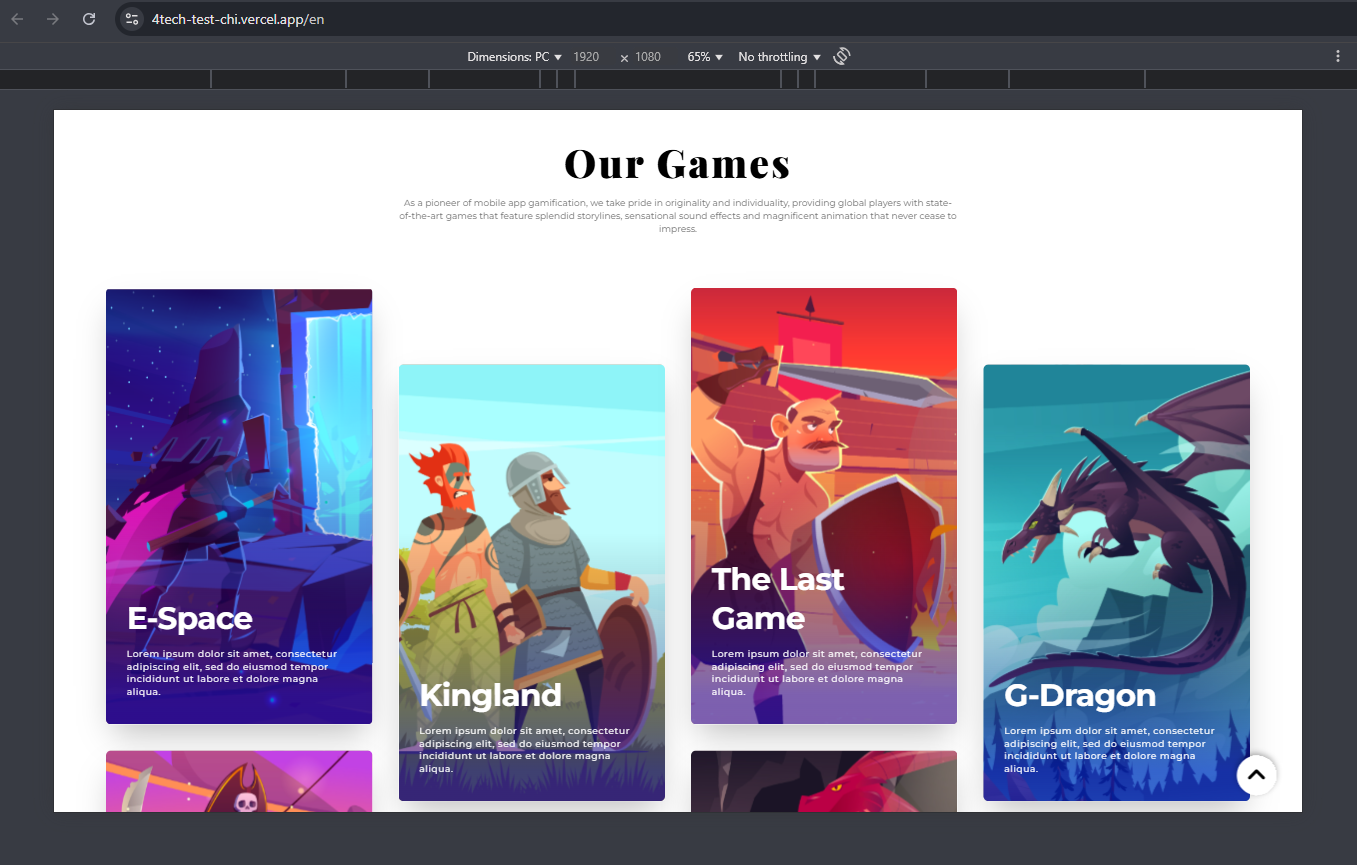 4tech-test-chi.vercel.app/en
Dimensions: PC 1920 × 1080 65% No throttling
Our Games
As a pioneer of mobile app gamification, we take pride in originality and individuality, providing global players with state-
of-the-art games that feature splendid storylines, sensational sound effects and magnificent animation that never cease to
impress.
E-Space
Lorem ipsum dolor sit amet, consectetur
adipiscing elit, sed do eiusmod tempor
incididunt ut labore et dolore magna
aliqua.
Kingland
Lorem ipsum dolor sit amet, consectetur
adipiscing elit, sed do eiusmod tempor
incididunt ut labore et dolore magna
aliqua.
The Last
Game
Lorem ipsum dolor sit amet, consectetur
adipiscing elit, sed do eiusmod tempor
incididunt ut labore et dolore magna
aliqua.
G-Dragon
Lorem ipsum dolor sit amet, consectetur
adipiscing elit, sed do eiusmod tempor
incididunt ut labore et dolore magna
aliqua.